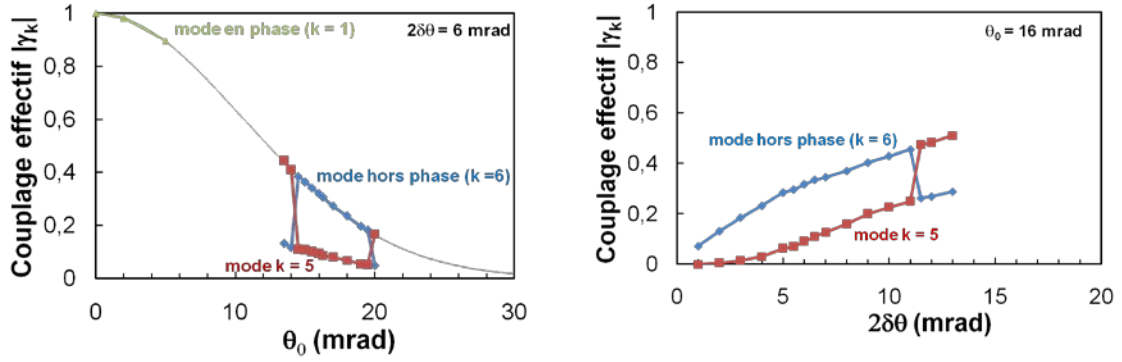 Couplage effectif |γk|
1
0,8
0,6
0,4
0,2
0
mode en phase (k = 1)
2δθ = 6 mrad
mode hors phase (k =6)
mode k = 5
0
10
20
30
θ0 (mrad)
Couplage effectif |γk|
1
0,8
0,6
0,4
0,2
0
θ0 = 16 mrad
mode hors phase (k = 6)
mode k = 5
0
5
10
15
20
2δθ (mrad)